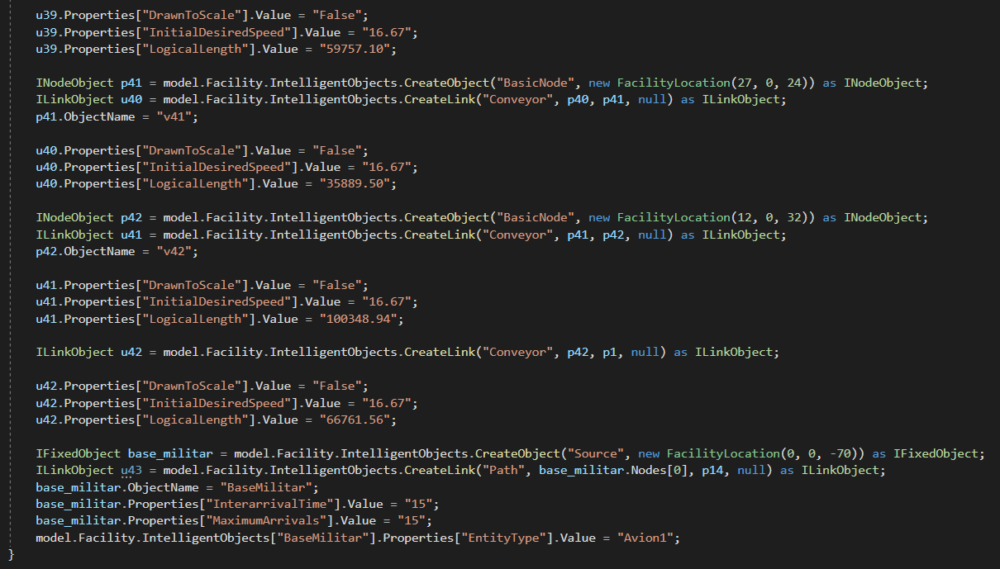 u39.Properties["DrawnToScale"].Value = "False";
u39.Properties["InitialDesiredSpeed"].Value = "16.67";
u39.Properties["LogicalLength"].Value = "59757.10";
INodeObject p41 = model.Facility.IntelligentObjects.CreateObject("BasicNode", new FacilityLocation(27, 0, 24)) as INodeObject;
ILinkObject u40 = model.Facility.IntelligentObjects.CreateLink("Conveyor", p40, p41, null) as ILinkObject;
p41.ObjectName = "v41";
u40.Properties["DrawnToScale"].Value = "False";
u40.Properties["InitialDesiredSpeed"].Value = "16.67";
u40.Properties["LogicalLength"].Value = "35889.50";
INodeObject p42 = model.Facility.IntelligentObjects.CreateObject("BasicNode", new FacilityLocation(12, 0, 32)) as INodeObject;
ILinkObject u41 = model.Facility.IntelligentObjects.CreateLink("Conveyor", p41, p42, null) as ILinkObject;
p42.ObjectName = "v42";
u41.Properties["DrawnToScale"].Value = "False";
u41.Properties["InitialDesiredSpeed"].Value = "16.67";
u41.Properties["LogicalLength"].Value = "100348.94";
ILinkObject u42 = model.Facility.IntelligentObjects.CreateLink("Conveyor", p42, p1, null) as ILinkObject;
u42.Properties["DrawnToScale"].Value = "False";
u42.Properties["InitialDesiredSpeed"].Value = "16.67";
u42.Properties["LogicalLength"].Value = "66761.56";
IFixedObject base_militar = model.Facility.IntelligentObjects.CreateObject("Source", new FacilityLocation(0, 0, -70)) as IFixedObject;
ILinkObject u43 = model.Facility.IntelligentObjects.CreateLink("Path", base_militar.Nodes[0], p14, null) as ILinkObject;
base_militar.ObjectName = "BaseMilitar";
base_militar.Properties["InterarrivalTime"].Value = "15";
base_militar.Properties["MaximumArrivals"].Value = "15";
model.Facility.IntelligentObjects["BaseMilitar"].Properties["EntityType"].Value = "Avion1";
}